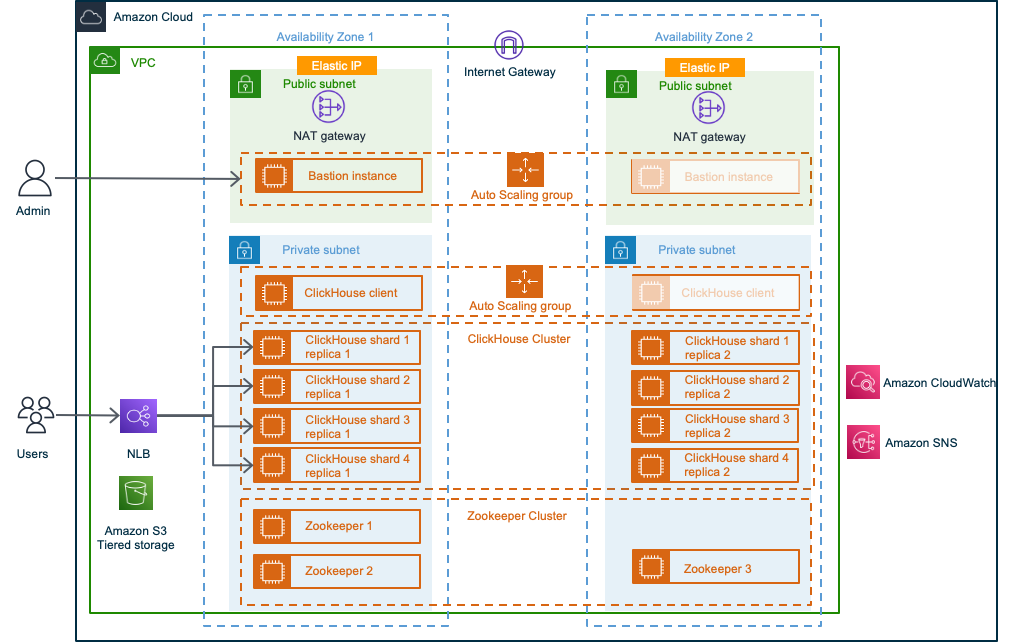 Amazon Cloud
Availability Zone 1
Availability Zone 2
VPC
Elastic IP
Elastic IP
Internet Gateway
Public subnet
Public subnet
NAT gateway
NAT gateway
Bastion instance
Bastion instance
Auto Scaling group
Admin
Private subnet
Private subnet
ClickHouse client
ClickHouse client
Auto Scaling group
ClickHouse Cluster
ClickHouse shard 1
replica 1
ClickHouse shard 1
replica 2
ClickHouse shard 2
replica 1
ClickHouse shard 2
replica 2
ClickHouse shard 3
replica 1
ClickHouse shard 3
replica 2
ClickHouse shard 4
replica 1
ClickHouse shard 4
replica 2
Amazon CloudWatch
Amazon SNS
Users
NLB
Amazon S3
Tiered storage
Zookeeper Cluster
Zookeeper 1
Zookeeper 2
Zookeeper 3